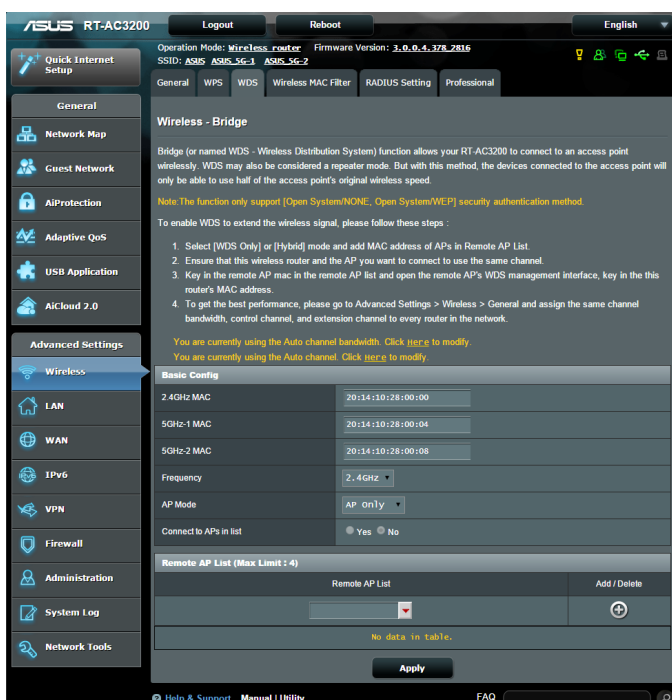 ASUS RT-AC3200
Logout
Reboot
English
Quick Internet
Setup
General
Network Map
Guest Network
AiProtection
Adaptive QoS
USB Application
AiCloud 2.0
Advanced Settings
Wireless
LAN
WAN
IPv6
VPN
Firewall
Administration
System Log
Network Tools
Operation Mode: Wireless router Firmware Version: 3.0.0.4.378_2816
SSID: ASUS ASUS_5G-1 ASUS_5G-2
General
WPS
WDS
Wireless MAC Filter
RADIUS Setting
Professional
Wireless - Bridge
Bridge (or named WDS - Wireless Distribution System) function allows your RT-AC3200 to connect to an access point
wirelessly. WDS may also be considered a repeater mode. But with this method, the devices connected to the access point will
only be able to use half of the access point's original wireless speed.
Note:The function only support [Open System/NONE, Open System/WEP] security authentication method.
To enable WDS to extend the wireless signal, please follow these steps :
1. Select [WDS Only] or [Hybrid] mode and add MAC address of APs in Remote AP List.
2. Ensure that this wireless router and the AP you want to connect to use the same channel.
3. Key in the remote AP mac in the remote AP list and open the remote AP's WDS management interface, key in the this
router's MAC address.
4. To get the best performance, please go to Advanced Settings > Wireless > General and assign the same channel
bandwidth, control channel, and extension channel to every router in the network.
You are currently using the Auto channel bandwidth. Click Here to modify.
You are currently using the Auto channel. Click Here to modify.
Basic Config
2.4GHz MAC 20:14:10:28:00:00
5GHz-1 MAC 20:14:10:28:00:04
5GHz-2 MAC 20:14:10:28:00:08
Frequency 2.4GHz
AP Mode AP Only
Connect to APs in list Yes No
Remote AP List (Max Limit : 4)
Remote AP List Add / Delete
No data in table.
Apply
Help & Support Manual | Utility FAQ